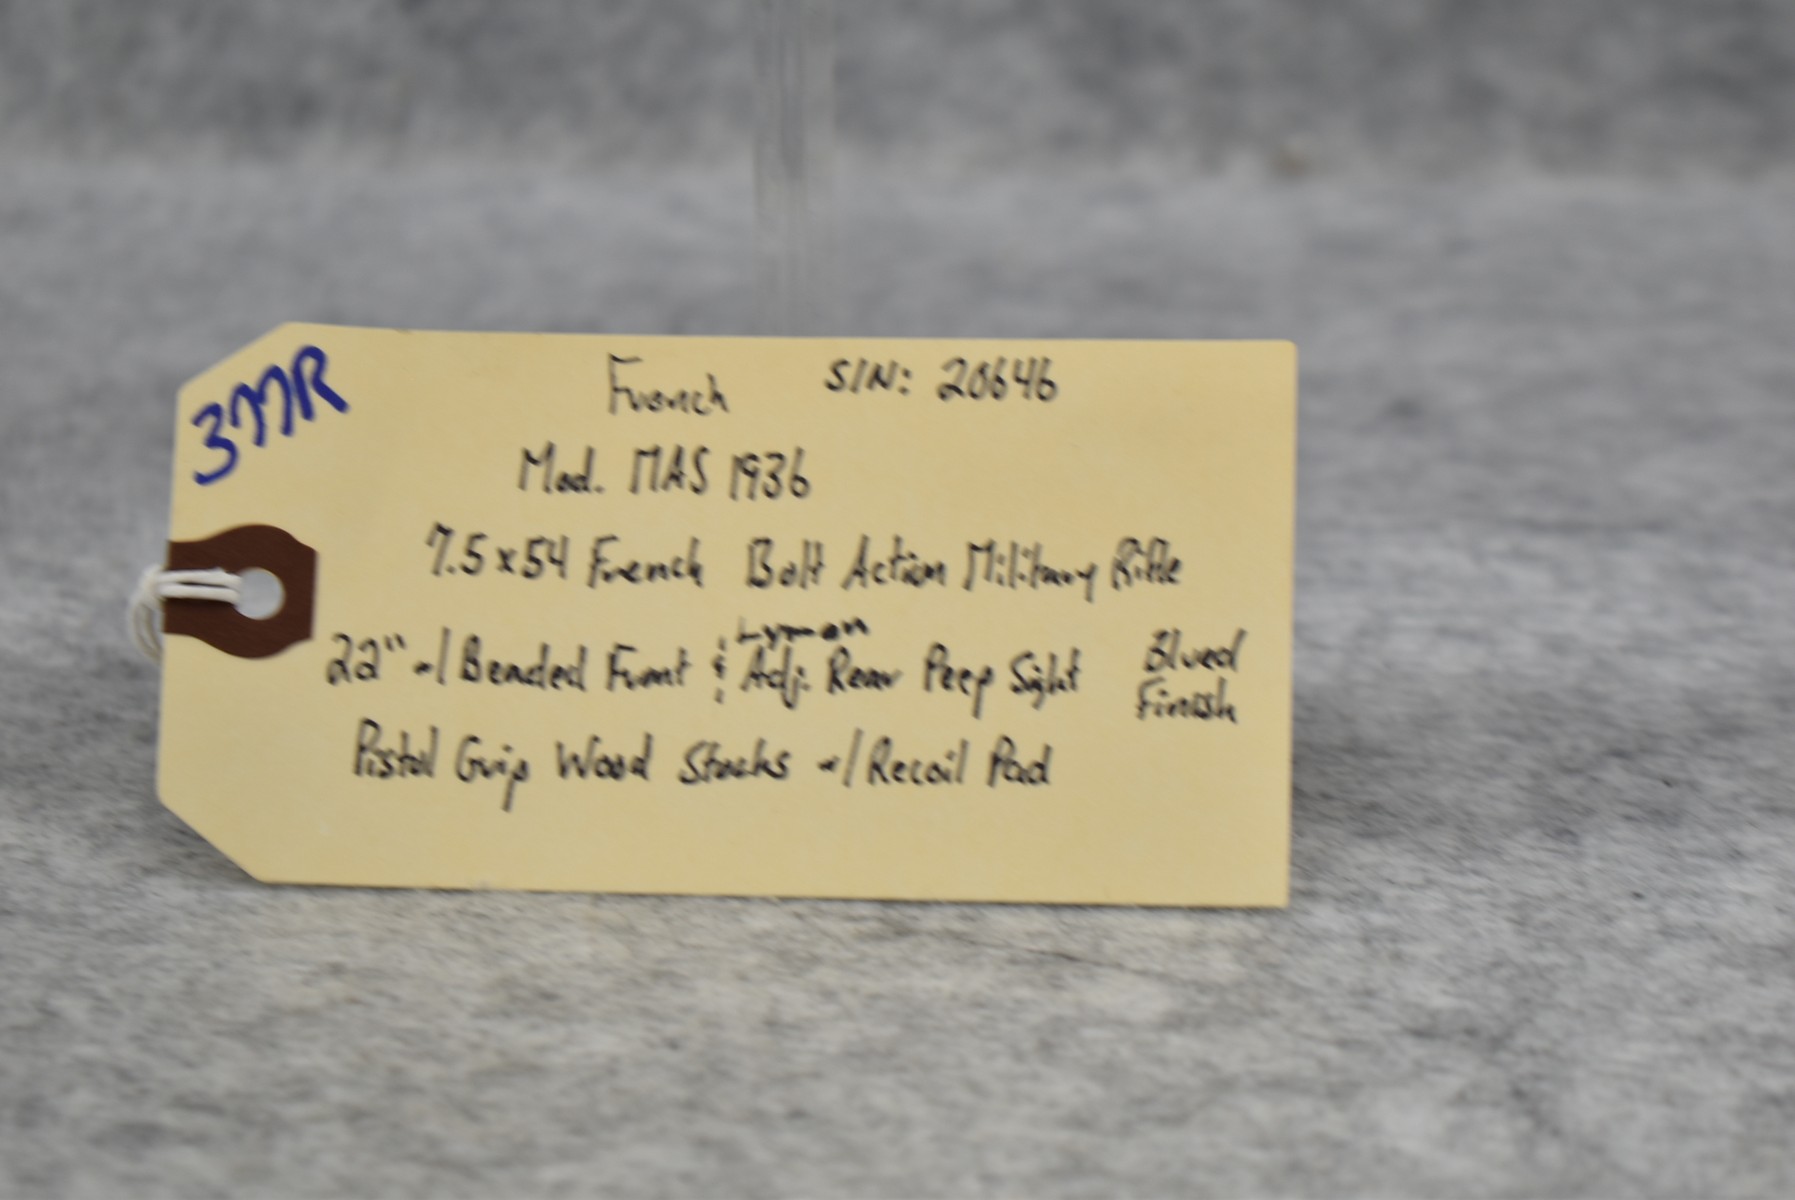 377R
French S/N: 20646
Mod. MAS 1936
7.5x54 French Bolt Action Military Rifle
22" w/ Beaded Front & Lyman Adj. Rear Peep Sight Blued Finish
Pistol Grip Wood Stocks w/ Recoil Pad